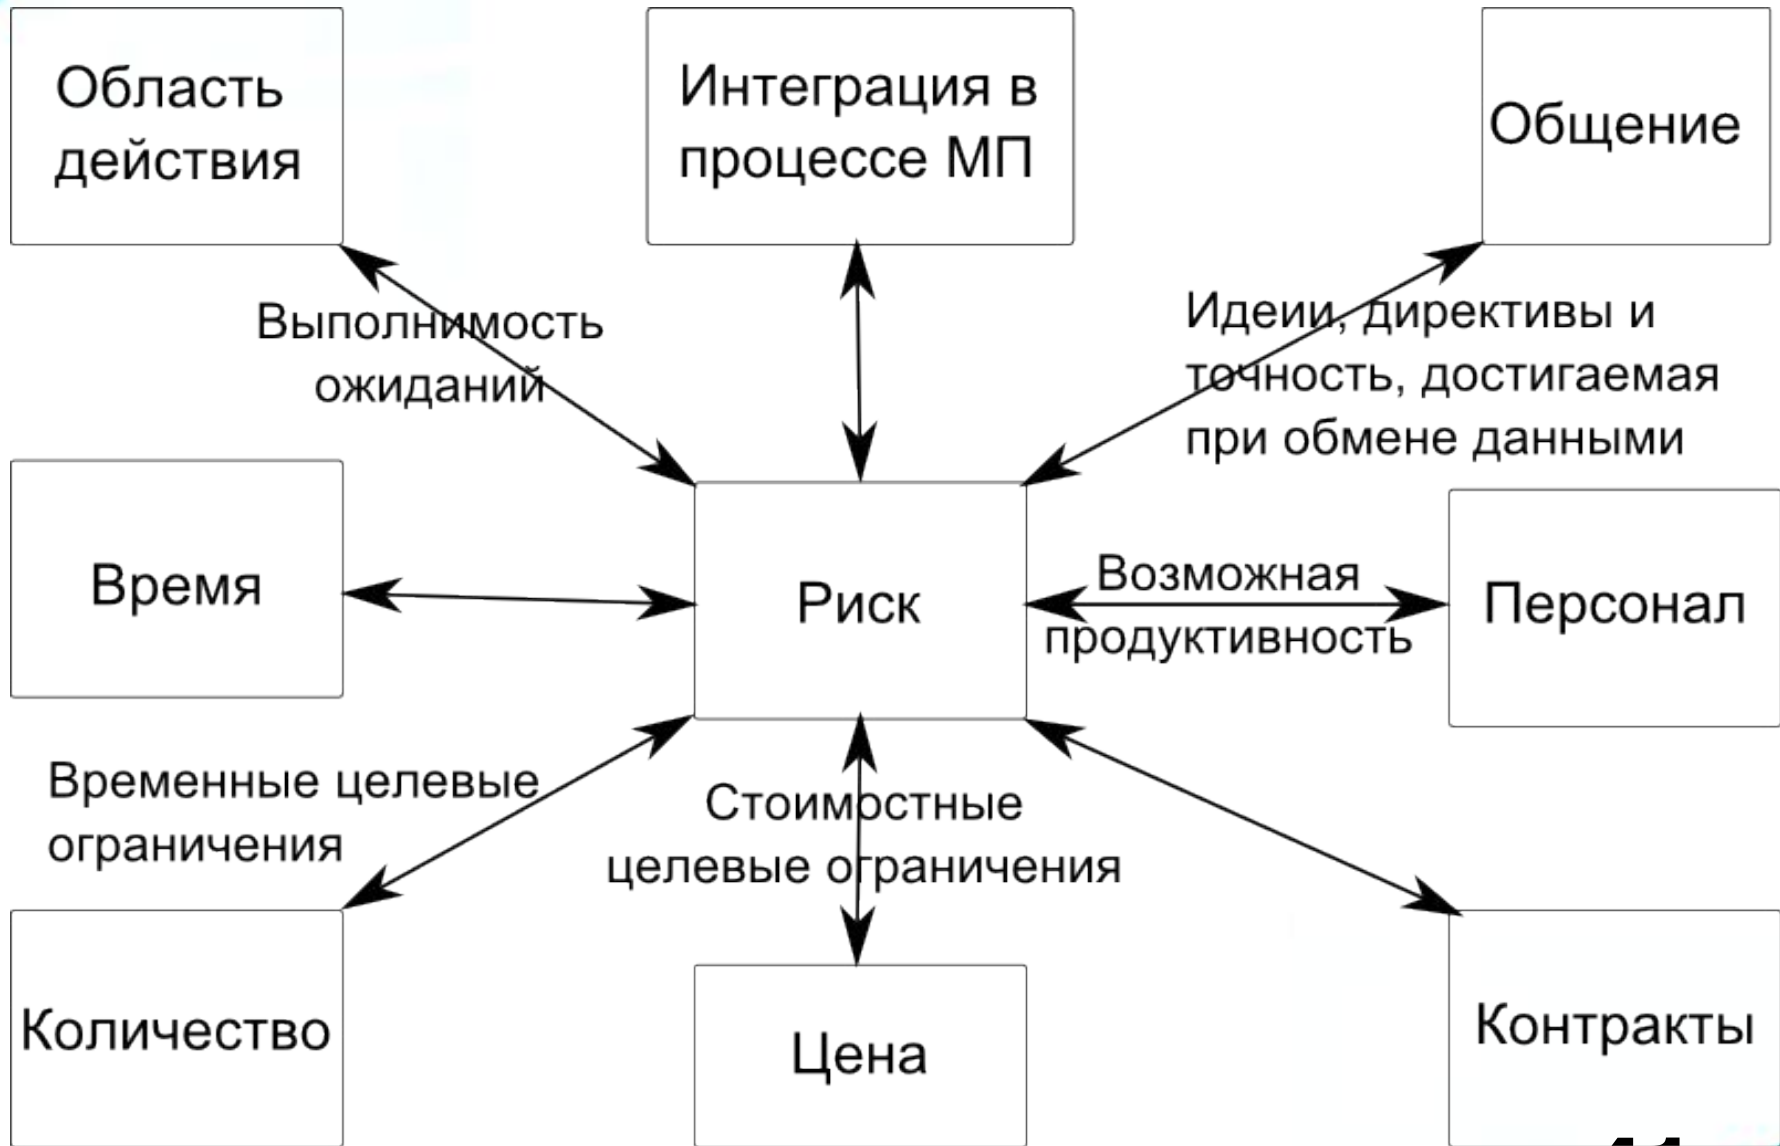 Область
действия
Интеграция в
процессе МП
Общение
Выполнимость
ожиданий
Идеии, директивы и
точность, достигаемая
при обмене данными
Время
Риск
Возможная
продуктивность
Персонал
Временные целевые
ограничения
Стоимостные
целевые ограничения
Количество
Цена
Контракты